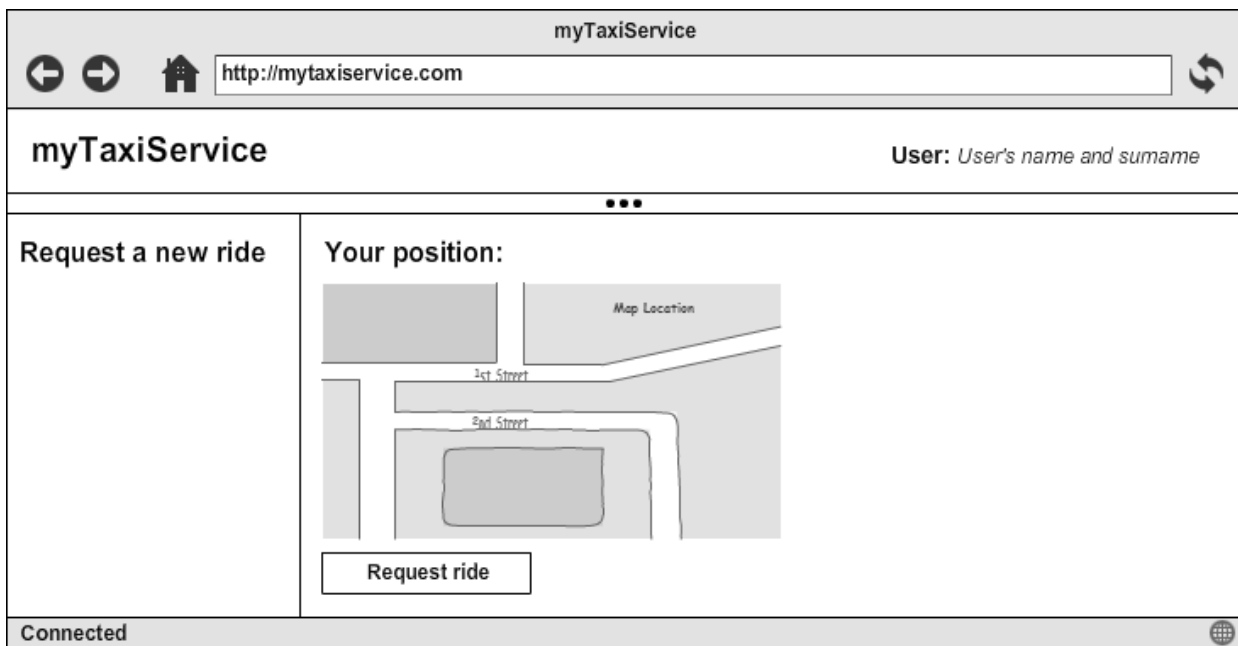 myTaxiService
http://mytaxiservice.com
myTaxiService
User: User's name and surname
Request a new ride
Your position:
Map Location
1st Street
2nd Street
Request ride
Connected